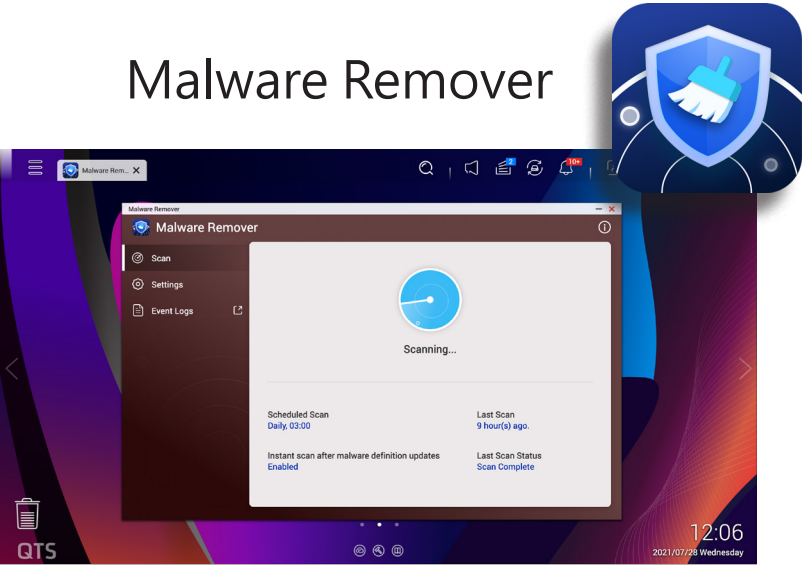 Malware Remover
Malware Rem... X
2
10+
Malware Remover
Malware Remover
Scan
Settings
Event Logs
Scanning...
Scheduled Scan
Daily, 03:00
Last Scan
9 hour(s) ago.
Instant scan after malware definition updates
Enabled
Last Scan Status
Scan Complete
12:06
2021/07/28 Wednesday
QTS